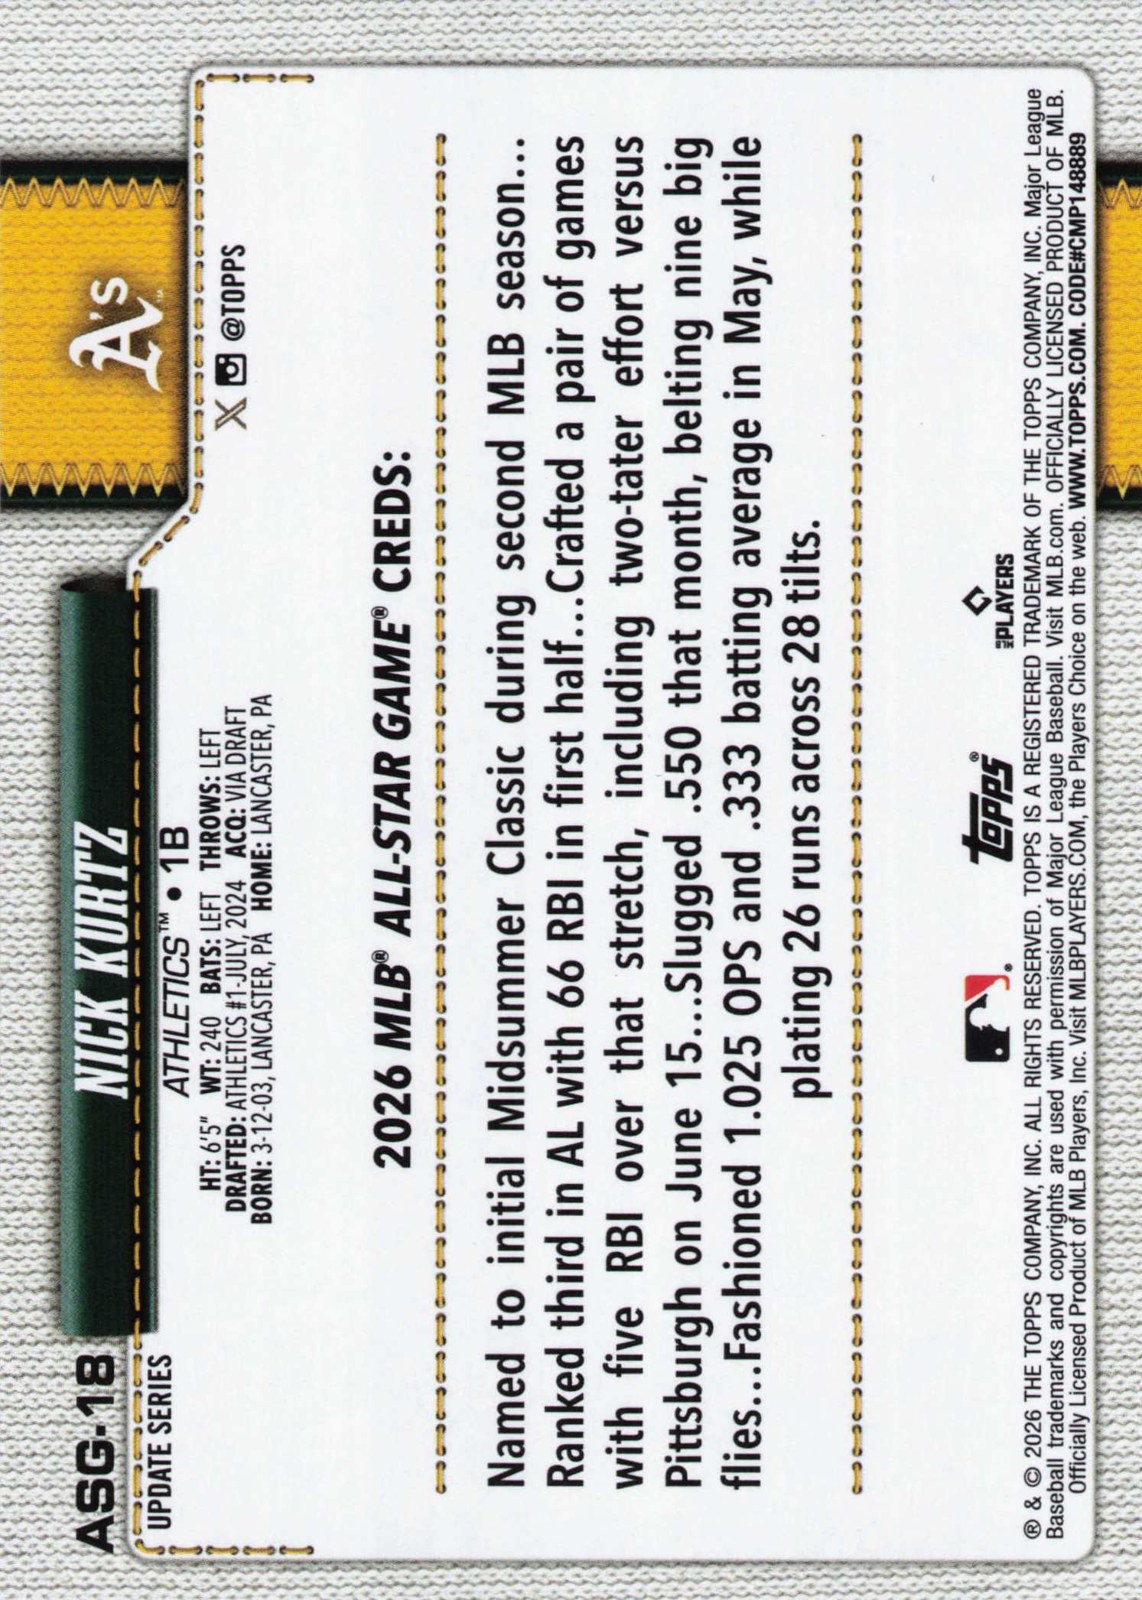 ASG-18
UPDATE SERIES
NICK KURTZ
A's
ATHLETICS™ • 1B
HT: 6'5" WT: 240 BATS: LEFT THROWS: LEFT
DRAFTED: ATHLETICS #1-JULY, 2024 ACQ: VIA DRAFT
BORN: 3-12-03, LANCASTER, PA HOME: LANCASTER, PA
X @TOPPS
2026 MLB® ALL-STAR GAME® CREDS:
Named to initial Midsummer Classic during second MLB season...
Ranked third in AL with 66 RBI in first half...Crafted a pair of games
with five RBI over that stretch, including two-tater effort versus
Pittsburgh on June 15...Slugged .550 that month, belting nine big
flies...Fashioned 1.025 OPS and .333 batting average in May, while
plating 26 runs across 28 tilts.
topps®
MLB PLAYERS
® & © 2026 THE TOPPS COMPANY, INC. ALL RIGHTS RESERVED. TOPPS IS A REGISTERED TRADEMARK OF THE TOPPS COMPANY, INC. Major League
Baseball trademarks and copyrights are used with permission of Major League Baseball. Visit MLB.com. OFFICIALLY LICENSED PRODUCT OF MLB.
Officially Licensed Product of MLB Players, Inc. Visit MLBPLAYERS.COM, the Players Choice on the web. WWW.TOPPS.COM. CODE#CMP148889